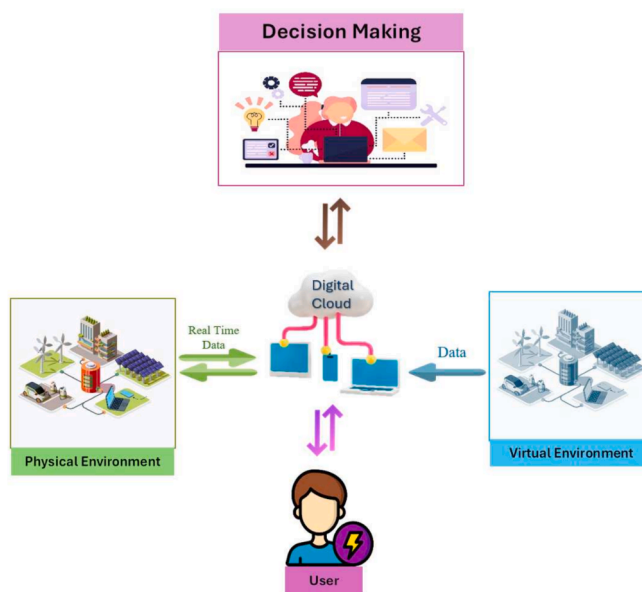 Decision Making
Digital
Cloud
Real Time
Data
Data
Physical Environment
Virtual Environment
User